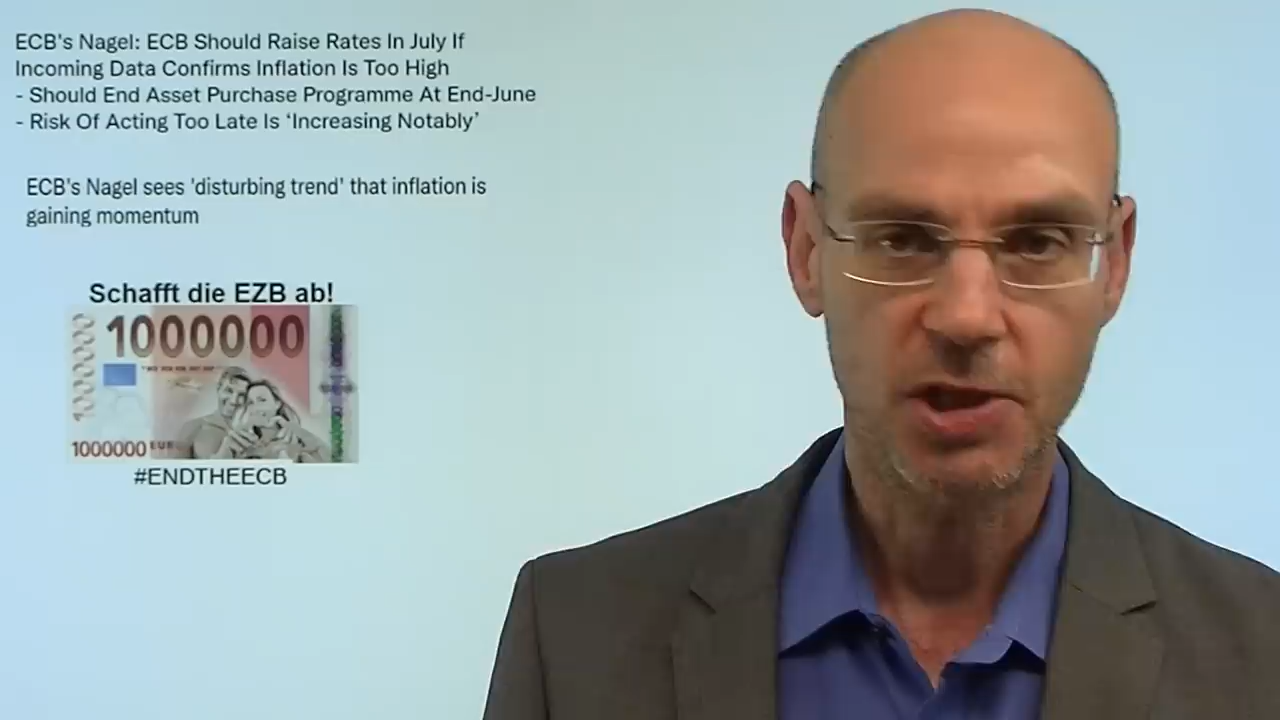 ECB's Nagel: ECB Should Raise Rates In July If
Incoming Data Confirms Inflation Is Too High
- Should End Asset Purchase Programme At End-June
- Risk Of Acting Too Late Is ‘Increasing Notably’
ECB's Nagel sees 'disturbing trend' that inflation is
gaining momentum
Schafft die EZB ab!
1000000
1000000
1000000 EUR
#ENDTHEECB